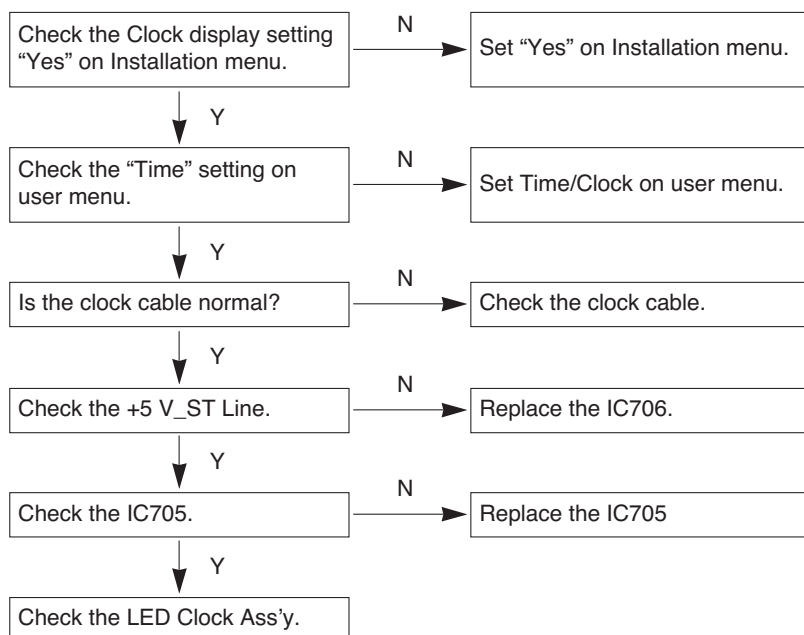 Check the Clock display setting
“Yes” on Installation menu.
N
Set “Yes” on Installation menu.
Y
Check the “Time” setting on
user menu.
N
Set Time/Clock on user menu.
Y
Is the clock cable normal?
N
Check the clock cable.
Y
Check the +5 V_ST Line.
N
Replace the IC706.
Y
Check the IC705.
N
Replace the IC705
Y
Check the LED Clock Ass’y.